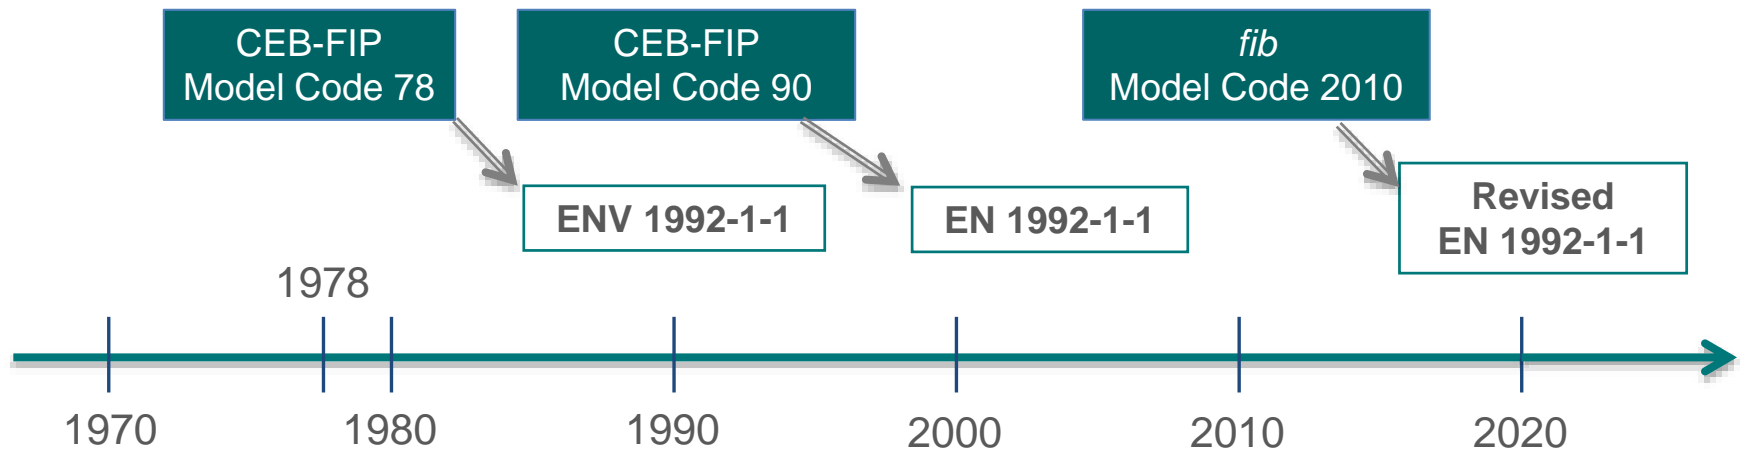 CEB-FIP
Model Code 78
CEB-FIP
Model Code 90
fib
Model Code 2010
ENV 1992-1-1
EN 1992-1-1
Revised
EN 1992-1-1
1978
1970
1980
1990
2000
2010
2020